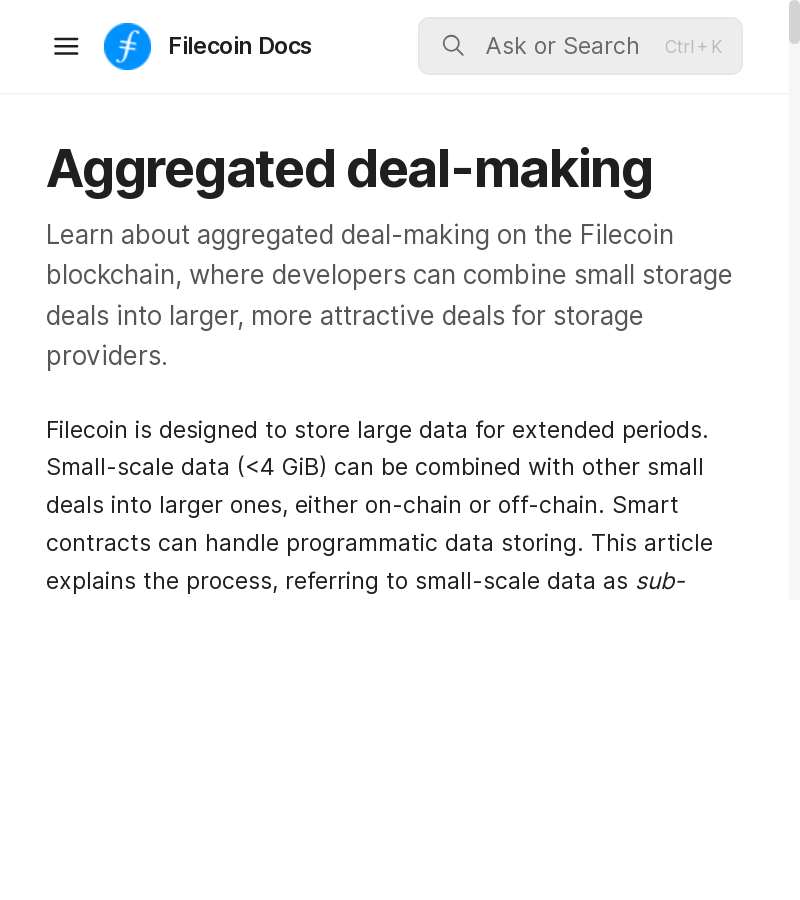 Filecoin Docs
Ask or Search
Ctrl + K
Aggregated deal-making
Learn about aggregated deal-making on the Filecoin
blockchain, where developers can combine small storage
deals into larger, more attractive deals for storage
providers.
Filecoin is designed to store large data for extended periods.
Small-scale data (<4 GiB) can be combined with other small
deals into larger ones, either on-chain or off-chain. Smart
contracts can handle programmatic data storing. This article
explains the process, referring to small-scale data as sub-